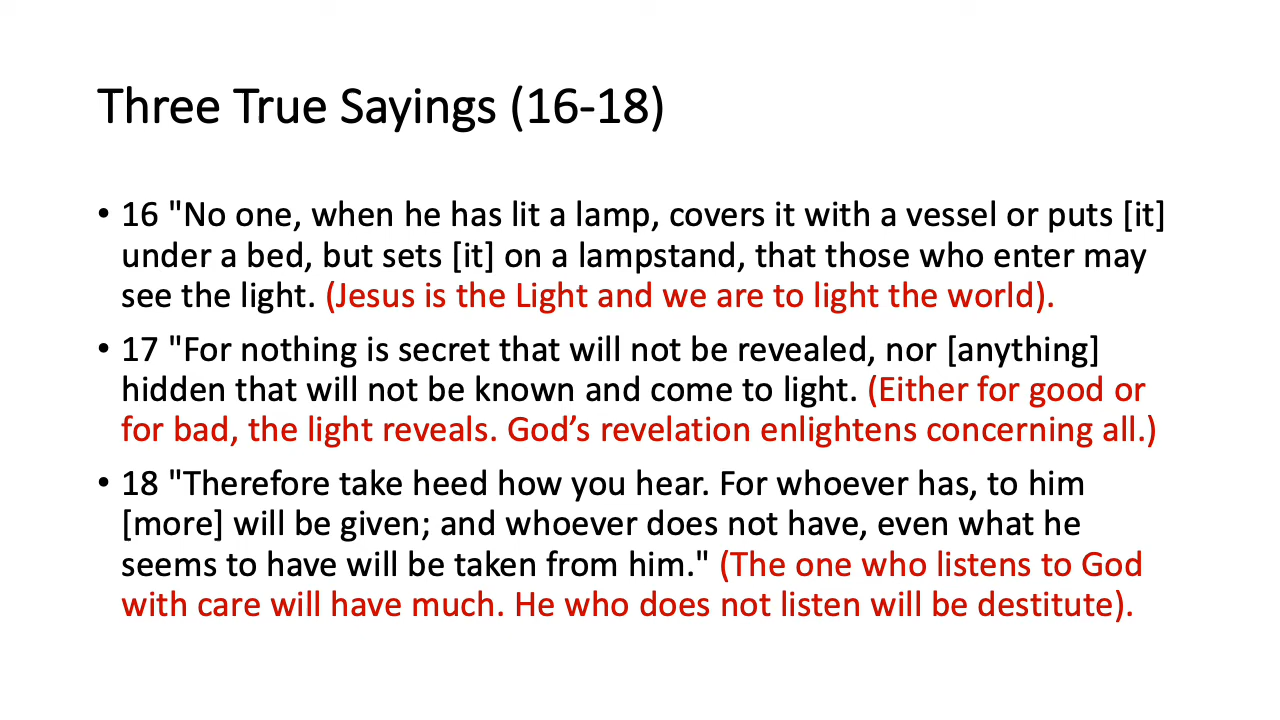 Three True Sayings (16-18)
• 16 "No one, when he has lit a lamp, covers it with a vessel or puts [it]
under a bed, but sets [it] on a lampstand, that those who enter may
see the light. (Jesus is the Light and we are to light the world).
• 17 "For nothing is secret that will not be revealed, nor [anything]
hidden that will not be known and come to light. (Either for good or
for bad, the light reveals. God’s revelation enlightens concerning all.)
• 18 "Therefore take heed how you hear. For whoever has, to him
[more] will be given; and whoever does not have, even what he
seems to have will be taken from him." (The one who listens to God
with care will have much. He who does not listen will be destitute).